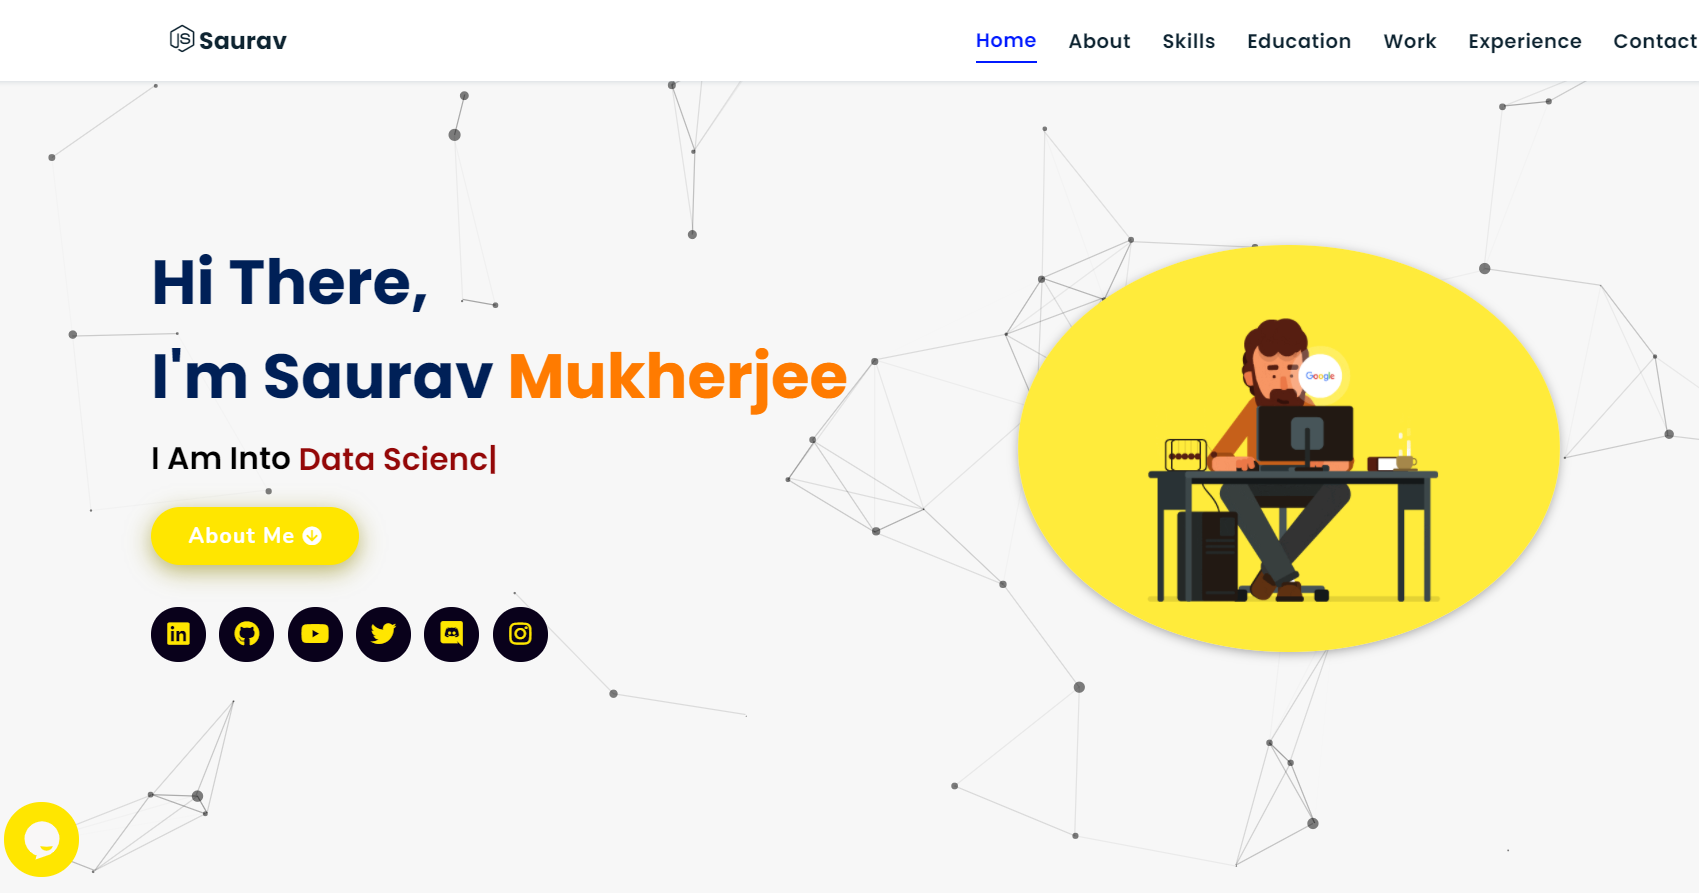 Saurav
Home About Skills Education Work Experience Contact
Hi There,
I'm Saurav Mukherjee
I Am Into Data Scienc|
About Me
Google